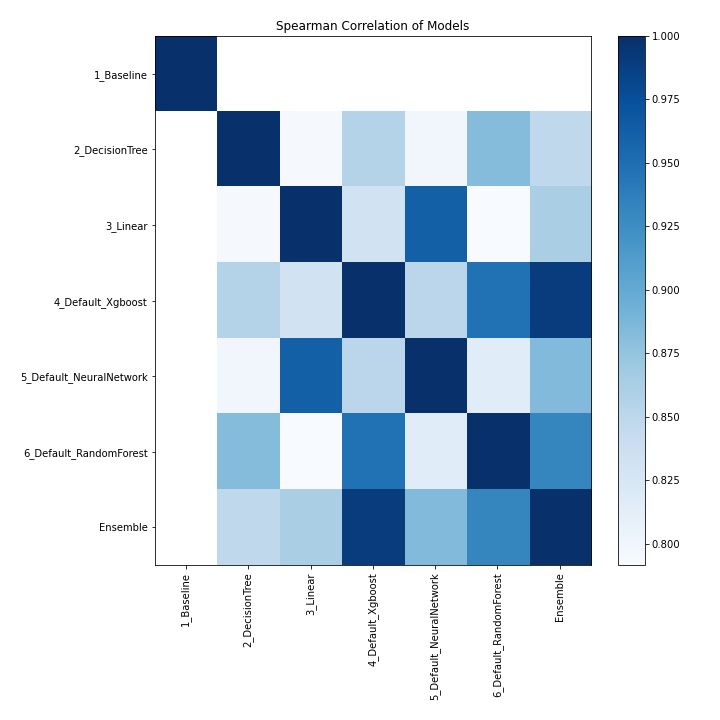 Spearman Correlation of Models
1_Baseline
2_DecisionTree
3_Linear
4_Default_Xgboost
5_Default_NeuralNetwork
6_Default_RandomForest
Ensemble
1_Baseline
2_DecisionTree
3_Linear
4_Default_Xgboost
5_Default_NeuralNetwork
6_Default_RandomForest
Ensemble
1.000
0.975
0.950
0.925
0.900
0.875
0.850
0.825
0.800